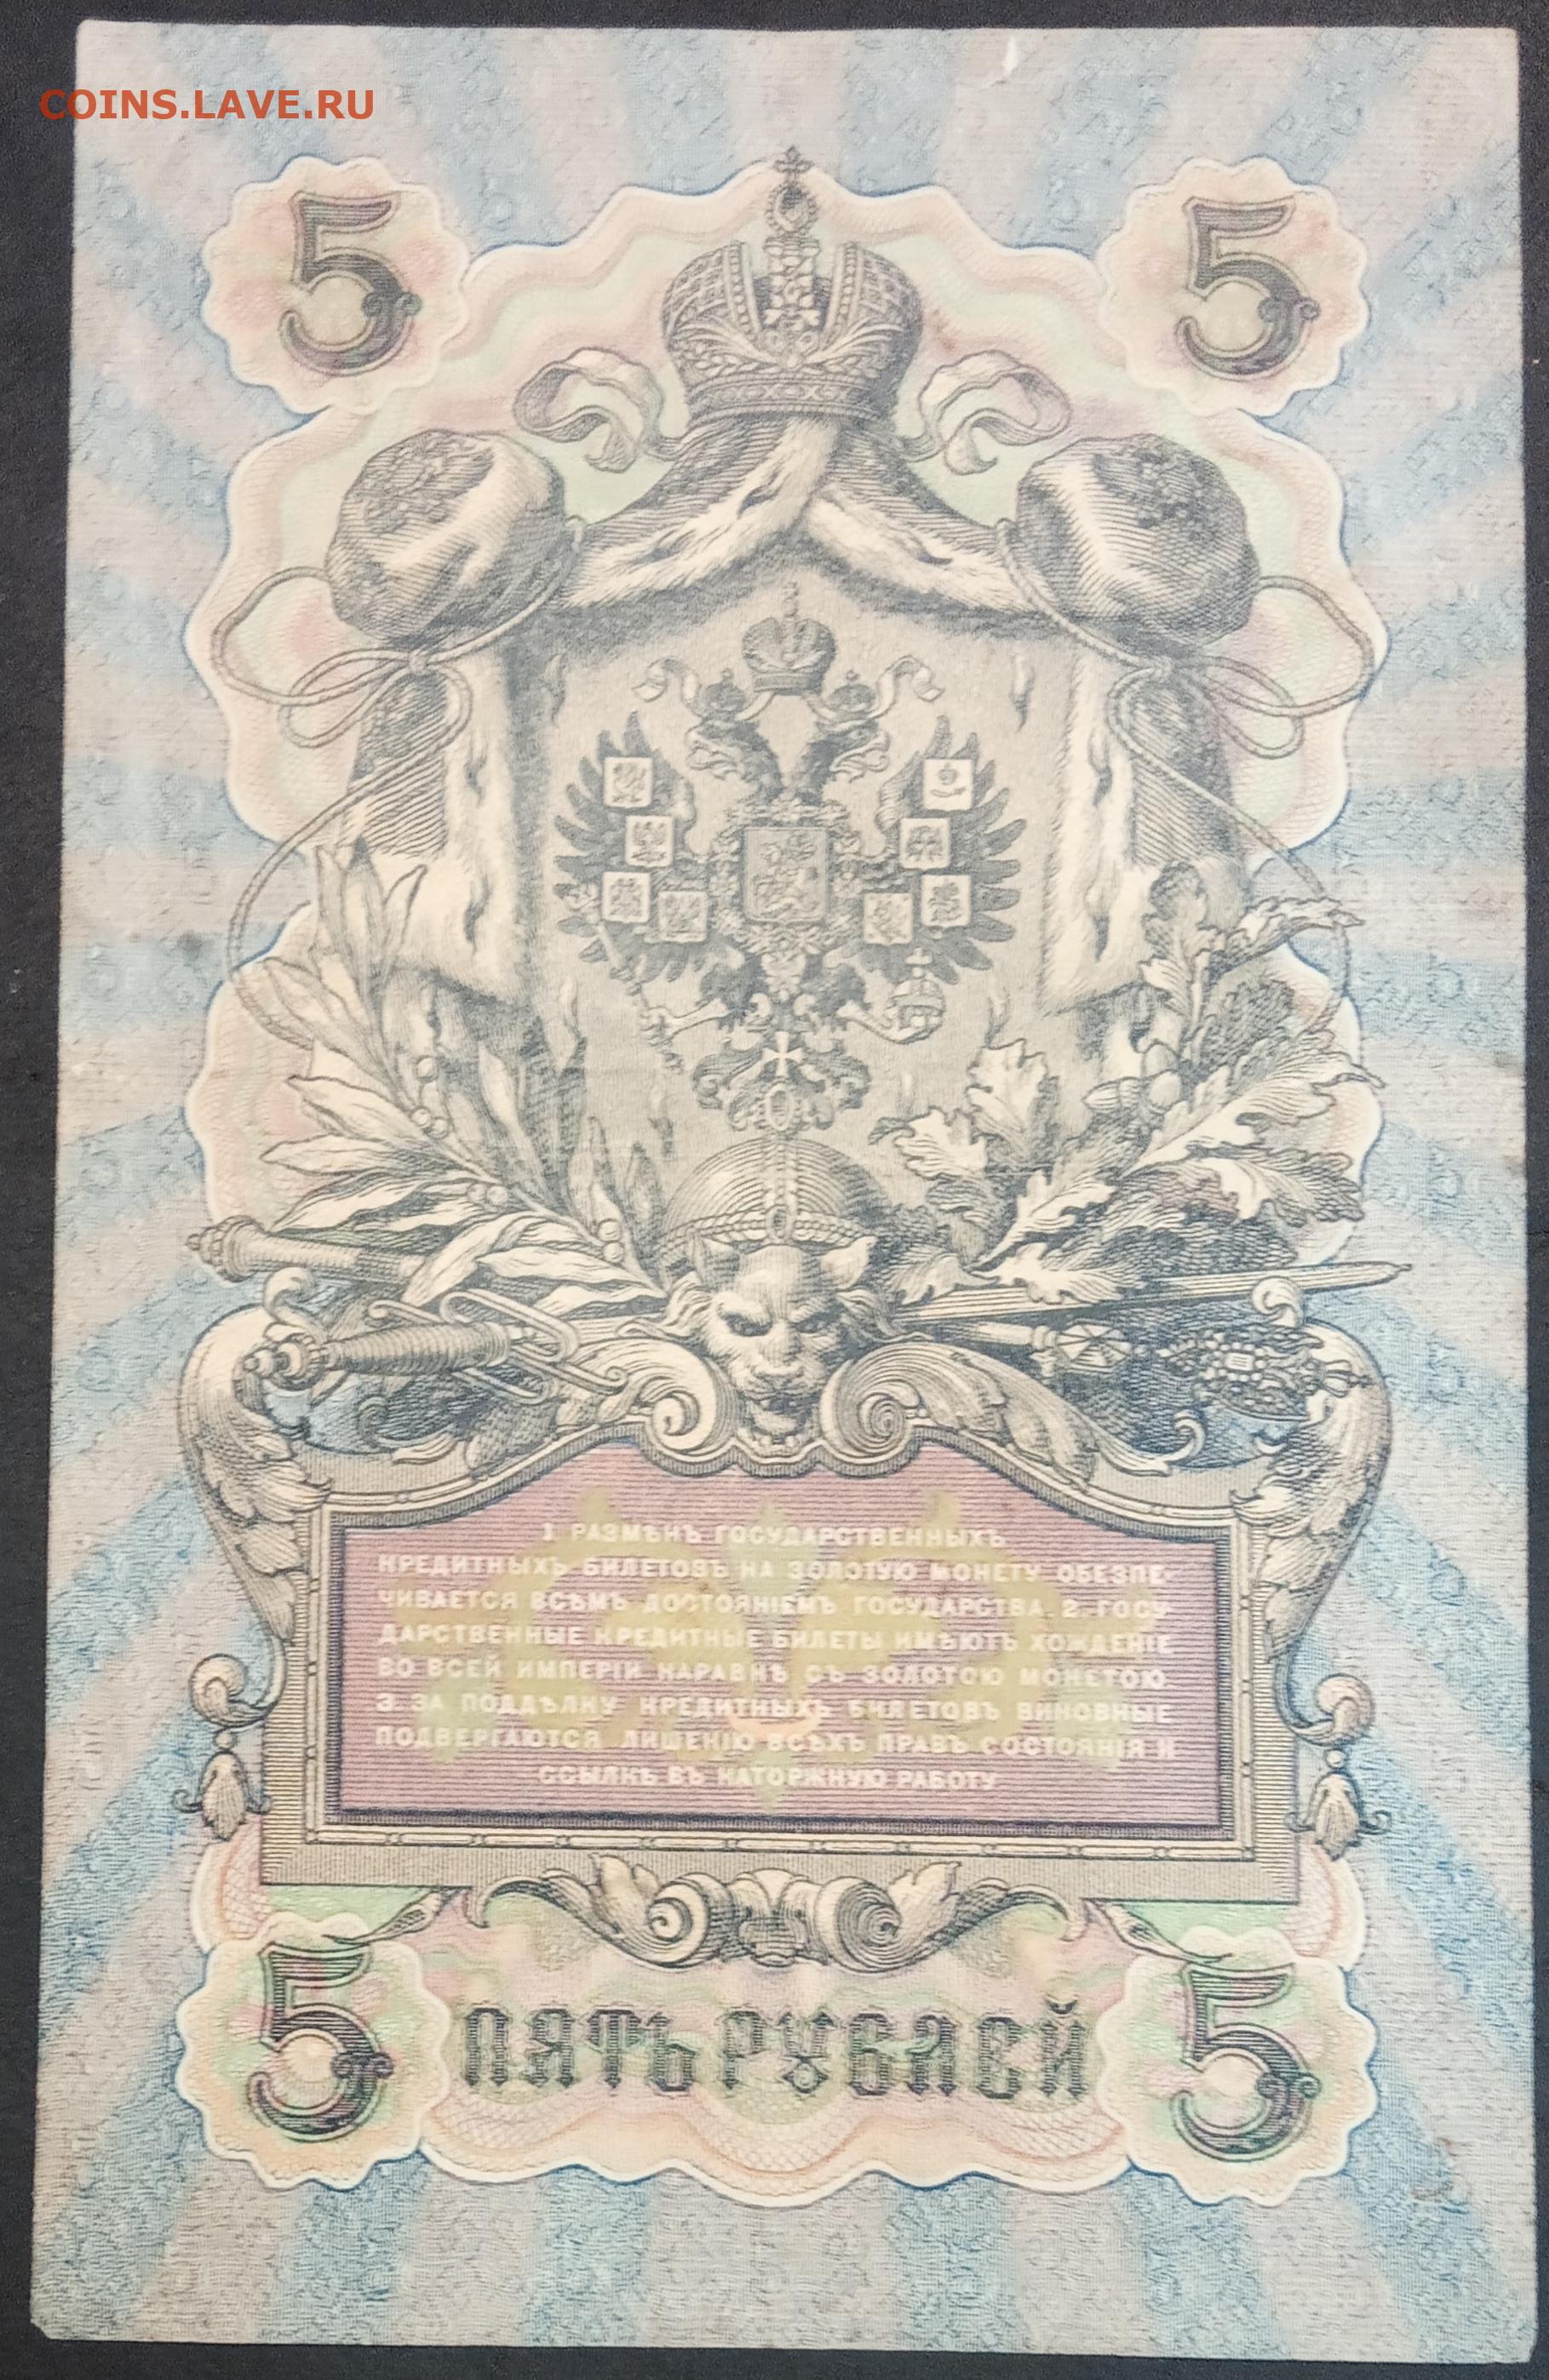 COINS.LAVE.RU
5 5
1. РАЗМѢНЪ ГОСУДАРСТВЕННЫХЪ
КРЕДИТНЫХЪ БИЛЕТОВЪ НА ЗОЛОТУЮ МОНЕТУ ОБЕЗПЕ-
ЧИВАЕТСЯ ВСѢМЪ ДОСТОЯНІЕМЪ ГОСУДАРСТВА. 2. ГОСУ-
ДАРСТВЕННЫЕ КРЕДИТНЫЕ БИЛЕТЫ ИМѢЮТЪ ХОЖДЕНІЕ
ВО ВСЕЙ ИМПЕРІИ НАРАВНѢ СЪ ЗОЛОТОЮ МОНЕТОЮ.
3. ЗА ПОДДѢЛКУ КРЕДИТНЫХЪ БИЛЕТОВЪ ВИНОВНЫЕ
ПОДВЕРГАЮТСЯ ЛИШЕНІЮ ВСѢХЪ ПРАВЪ СОСТОЯНІЯ И
ССЫЛКѢ ВЪ КАТОРЖНУЮ РАБОТУ.
5 ПЯТЬ РУБЛЕЙ 5